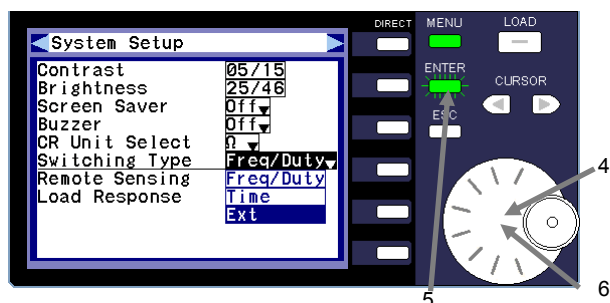 DIRECT MENU LOAD
System Setup
ENTER
Contrast 05/15
Brightness 25/46
CURSOR
Screen Saver Off
Buzzer Off
ESC
CR Unit Select Ω
Switching Type Freq/Duty
Remote Sensing Freq/Duty
Load Response Time
Ext
4
6
5